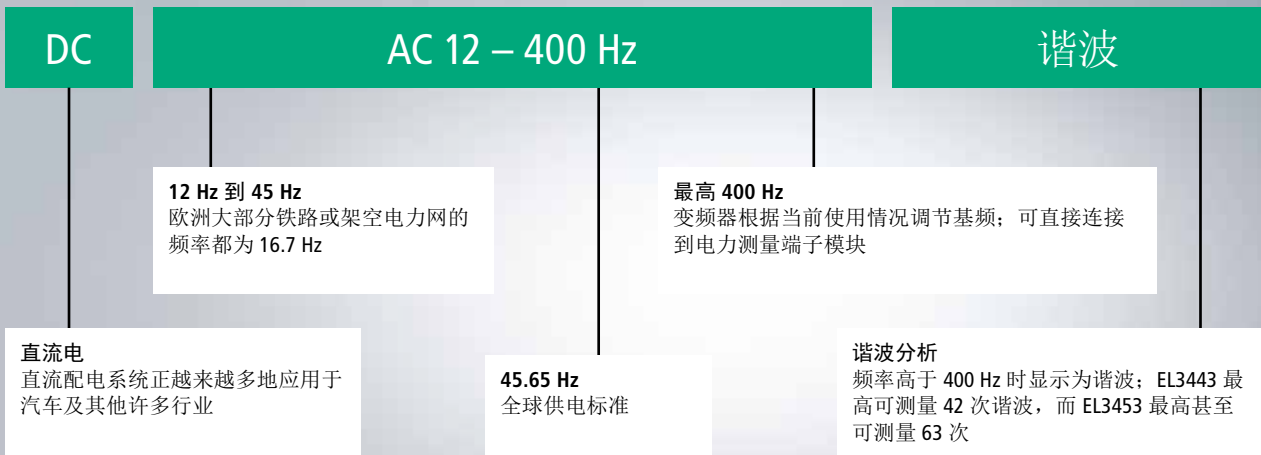 DC
AC 12 – 400 Hz
谐波
12 Hz 到 45 Hz
欧洲大部分铁路或架空电力网的
频率都为 16.7 Hz
最高 400 Hz
变频器根据当前使用情况调节基频；可直接连接
到电力测量端子模块
直流电
直流配电系统正越来越多地应用于
汽车及其他许多行业
45.65 Hz
全球供电标准
谐波分析
频率高于 400 Hz 时显示为谐波；EL3443 最
高可测量 42 次谐波，而 EL3453 最高甚至
可测量 63 次